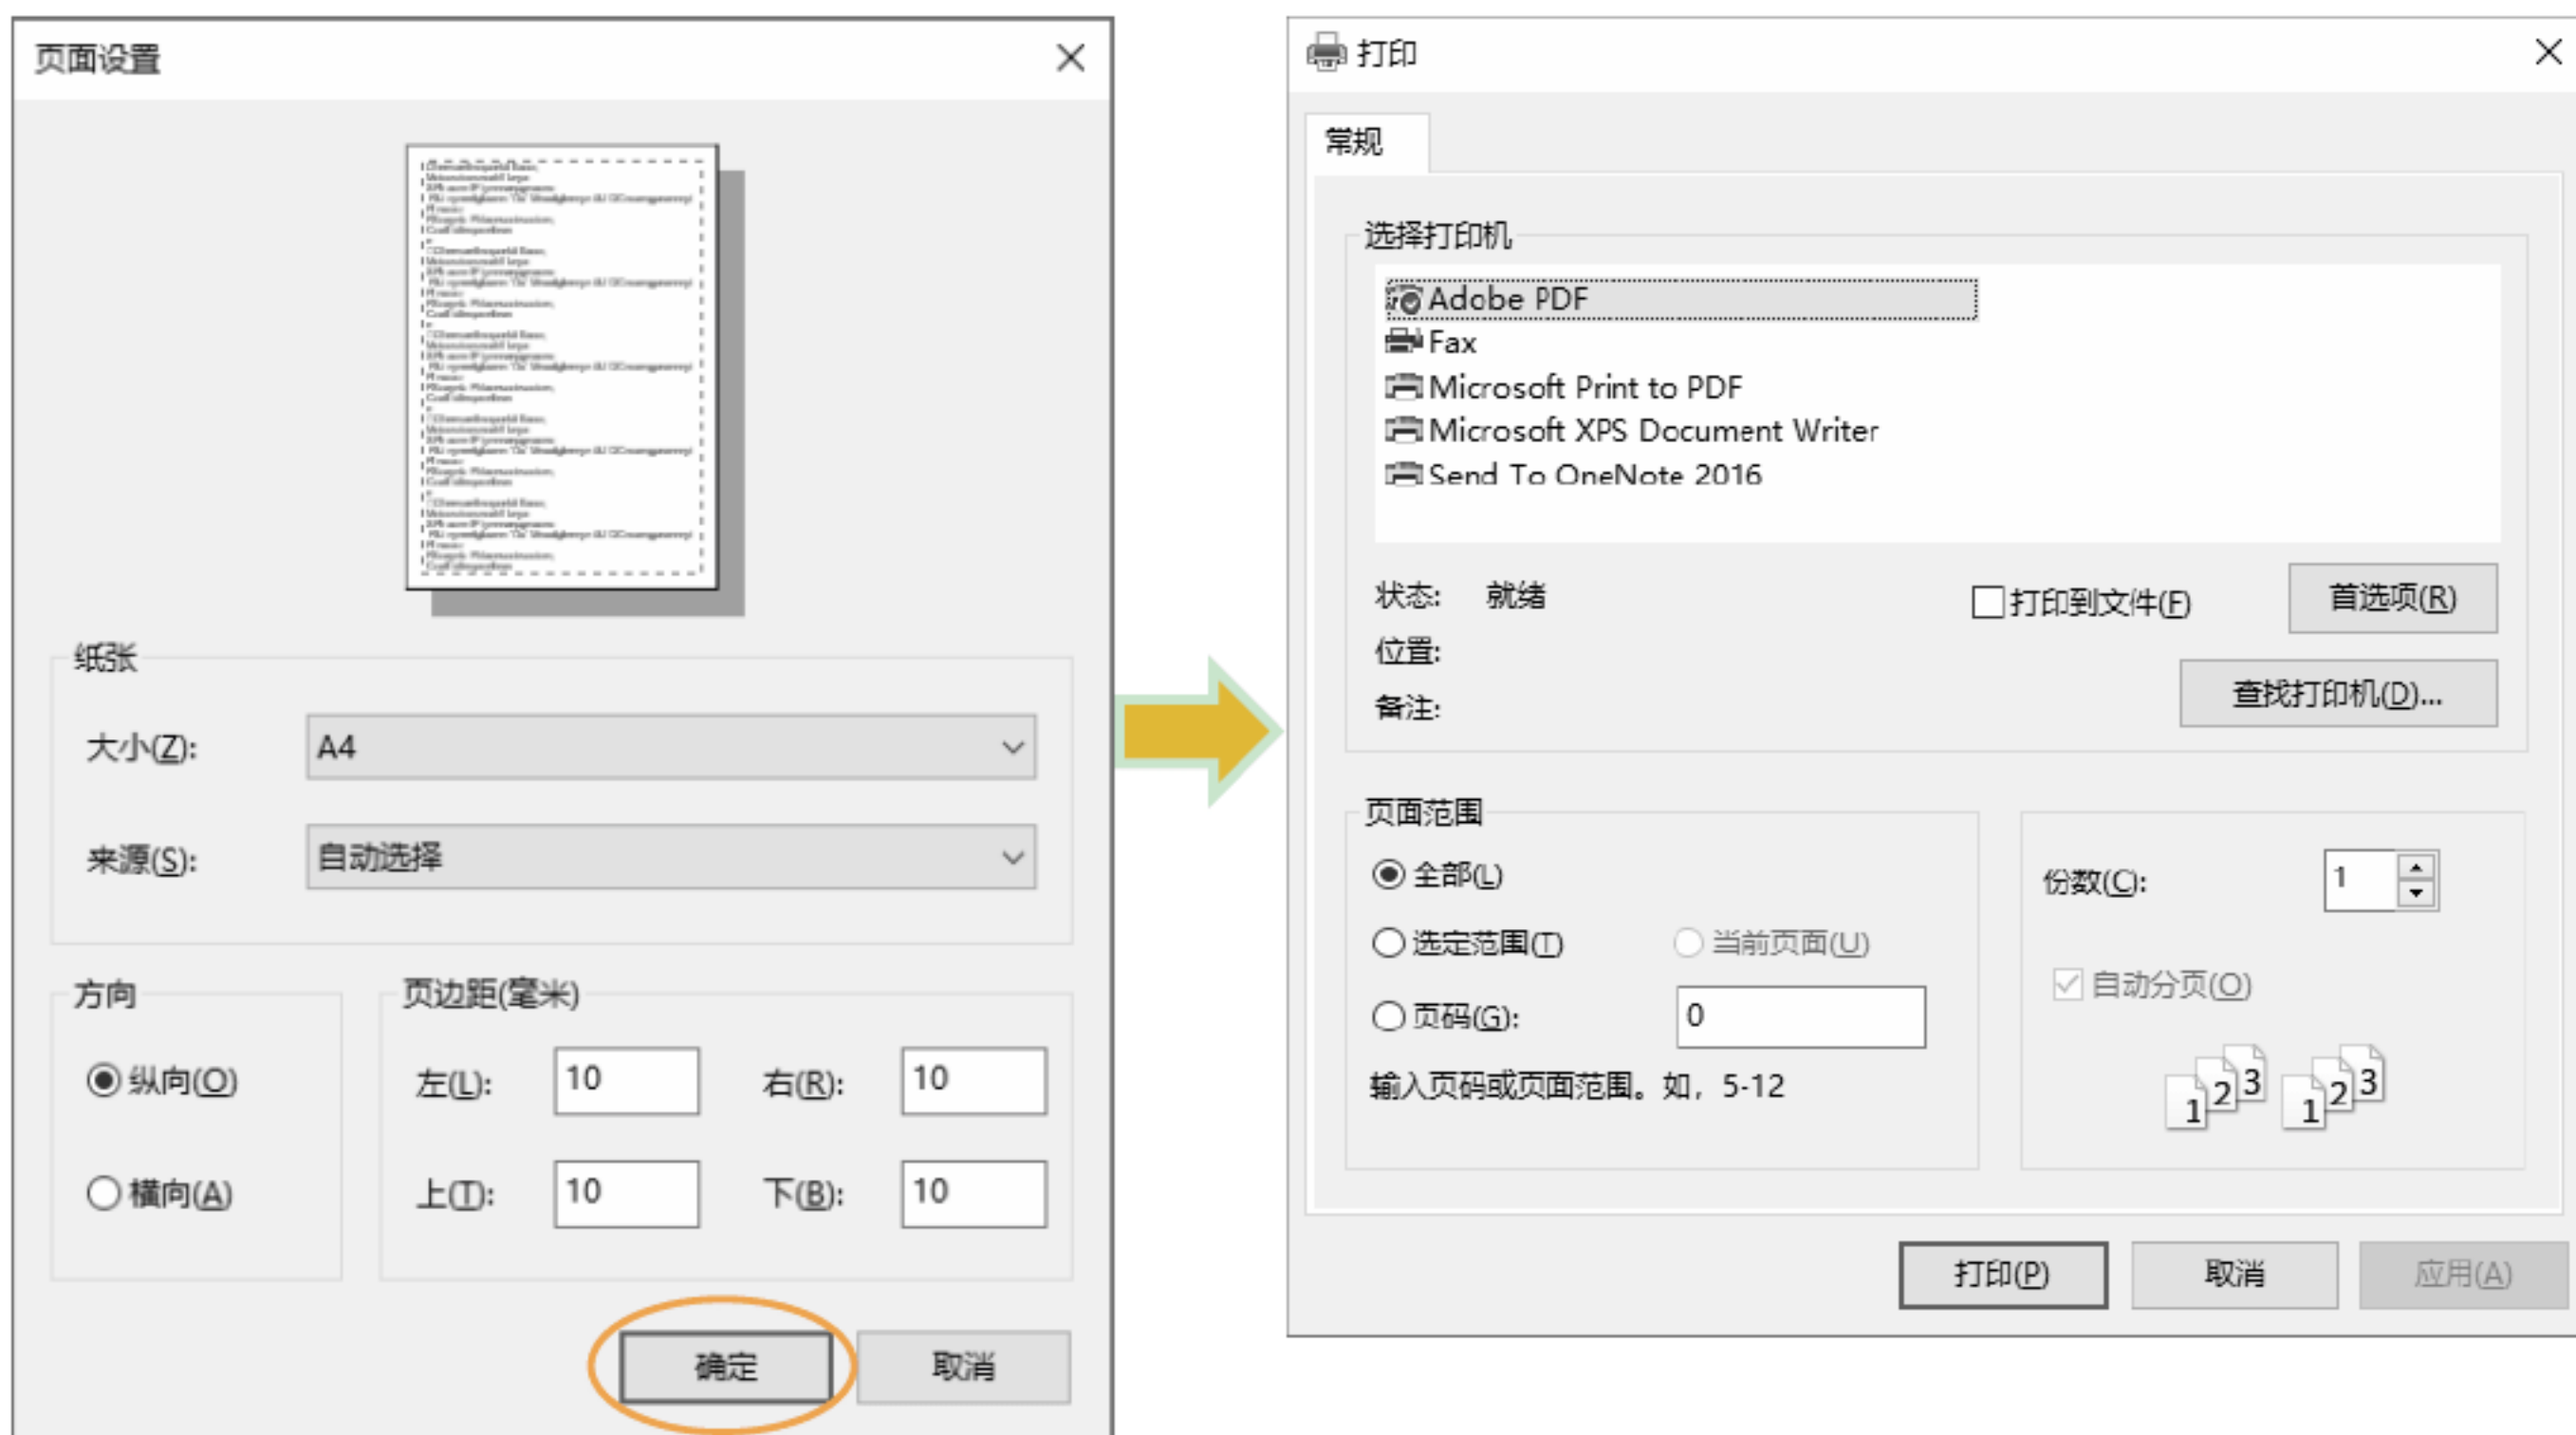 页面设置
纸张
大小(Z): A4
来源(S): 自动选择
方向
纵向(O)
横向(A)
页边距(毫米)
左(L): 10 右(R): 10
上(T): 10 下(B): 10
确定 取消
打印
常规
选择打印机
Adobe PDF
Fax
Microsoft Print to PDF
Microsoft XPS Document Writer
Send To OneNote 2016
状态: 就绪
打印到文件(F) 首选项(R)
位置:
查找打印机(D)...
备注:
页面范围
全部(L)
选定范围(T) 当前页面(U)
页码(G): 0
输入页码或页面范围。如，5-12
份数(C): 1
自动分页(O)
1 2 3 1 2 3
打印(P) 取消 应用(A)